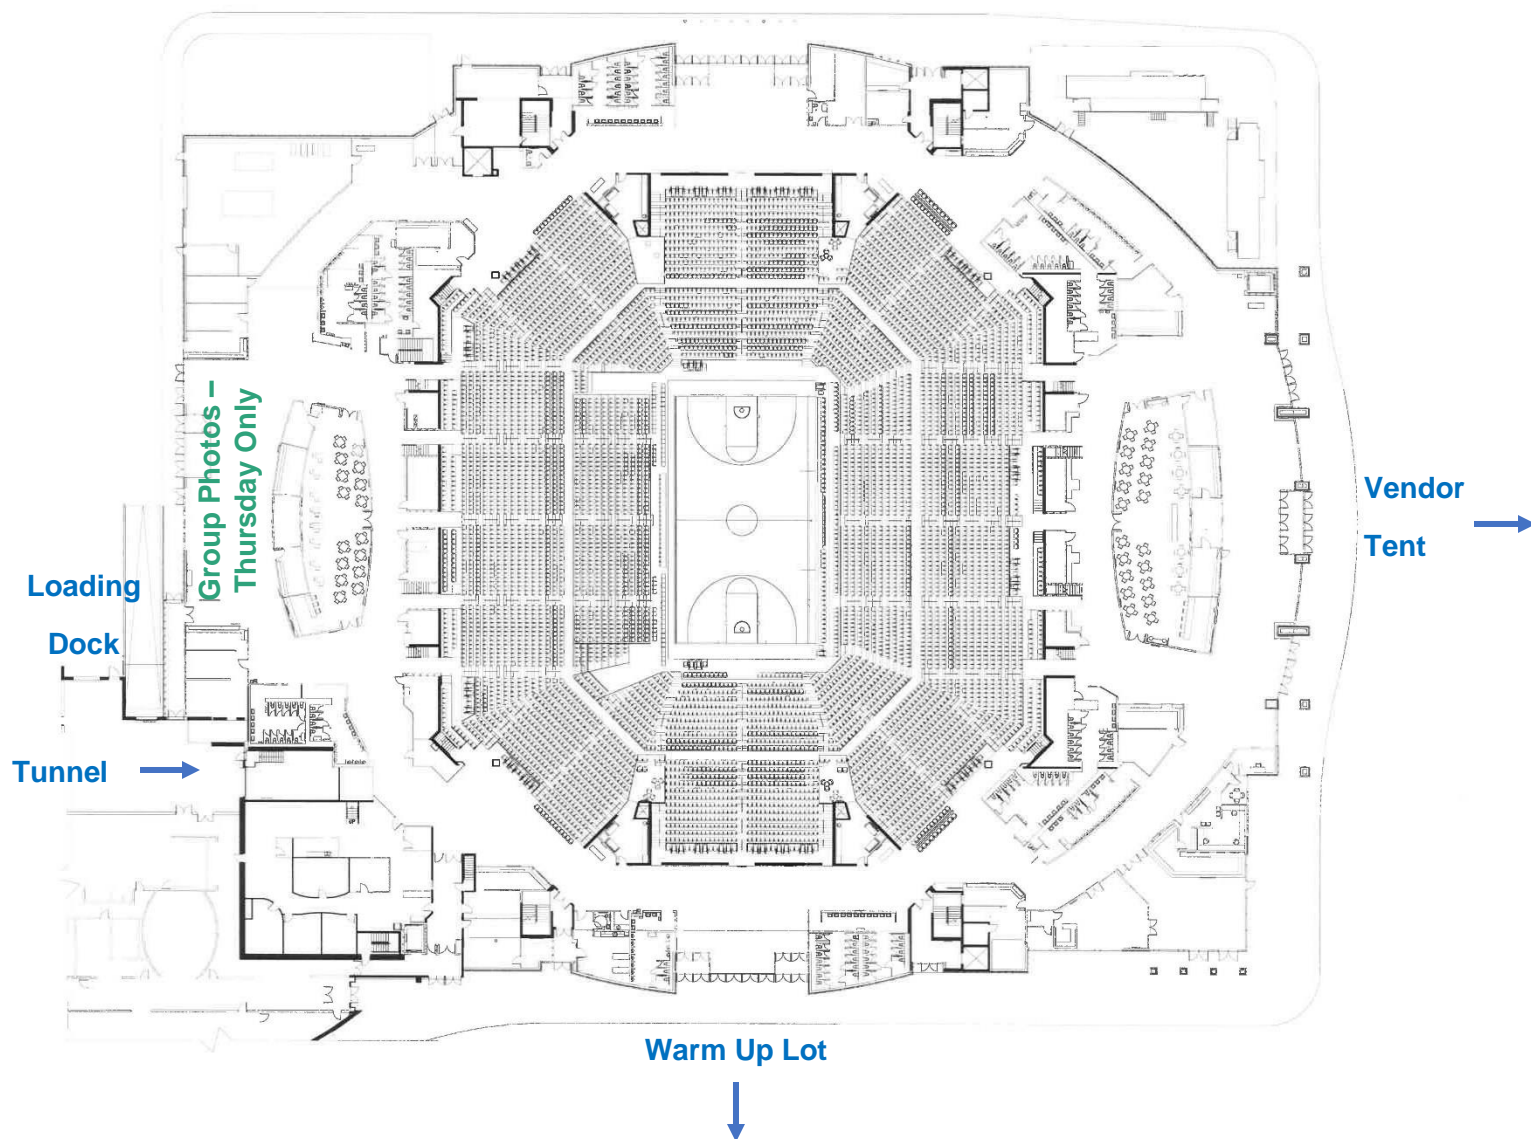 Group Photos –
Thursday Only
Vendor
Tent
Loading
Dock
Tunnel
Warm Up Lot